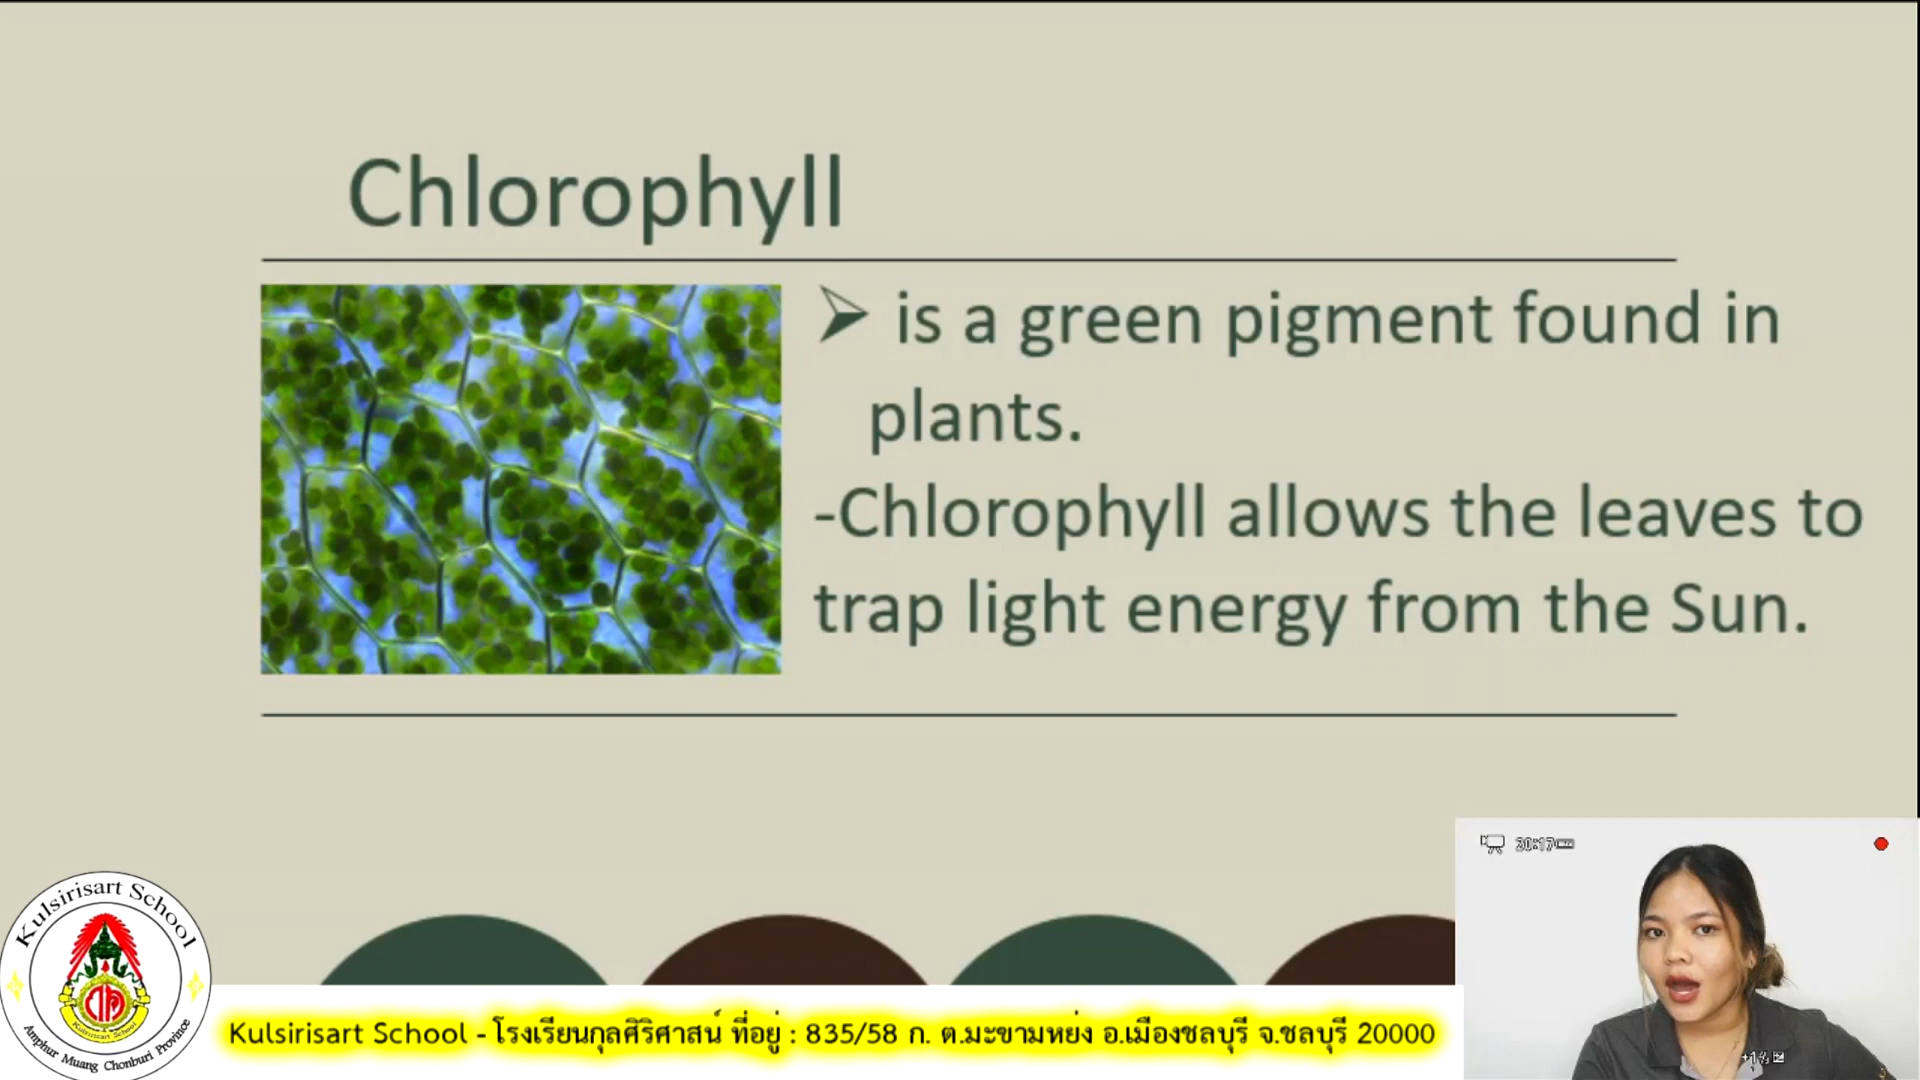 Chlorophyll
➢ is a green pigment found in
plants.
-Chlorophyll allows the leaves to
trap light energy from the Sun.
20:17
Kulsirisart School
Amphur Muang Chonburi Province
Kulsirisart School - โรงเรียนกุลศิริศาสน์ ที่อยู่ : 835/58 ก. ต.มะขามหย่ง อ.เมืองชลบุรี จ.ชลบุรี 20000